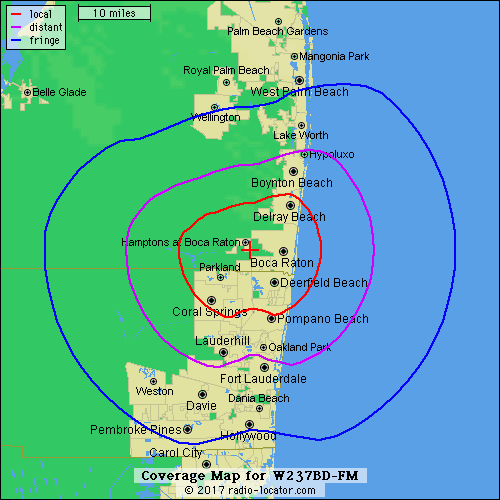 local
distant
fringe
10 miles
Palm Beach Gardens
Mangonia Park
Royal Palm Beach
West Palm Beach
Belle Glade
Wellington
Lake Worth
Hypoluxo
Boynton Beach
Delray Beach
Hamptons at Boca Raton
Boca Raton
Parkland
Deerfield Beach
Coral Springs
Pompano Beach
Lauderhill
Oakland Park
Fort Lauderdale
Weston
Davie
Dania Beach
Pembroke Pines
Hollywood
Carol City
Coverage Map for W237BD-FM
© 2017 radio-locator.com